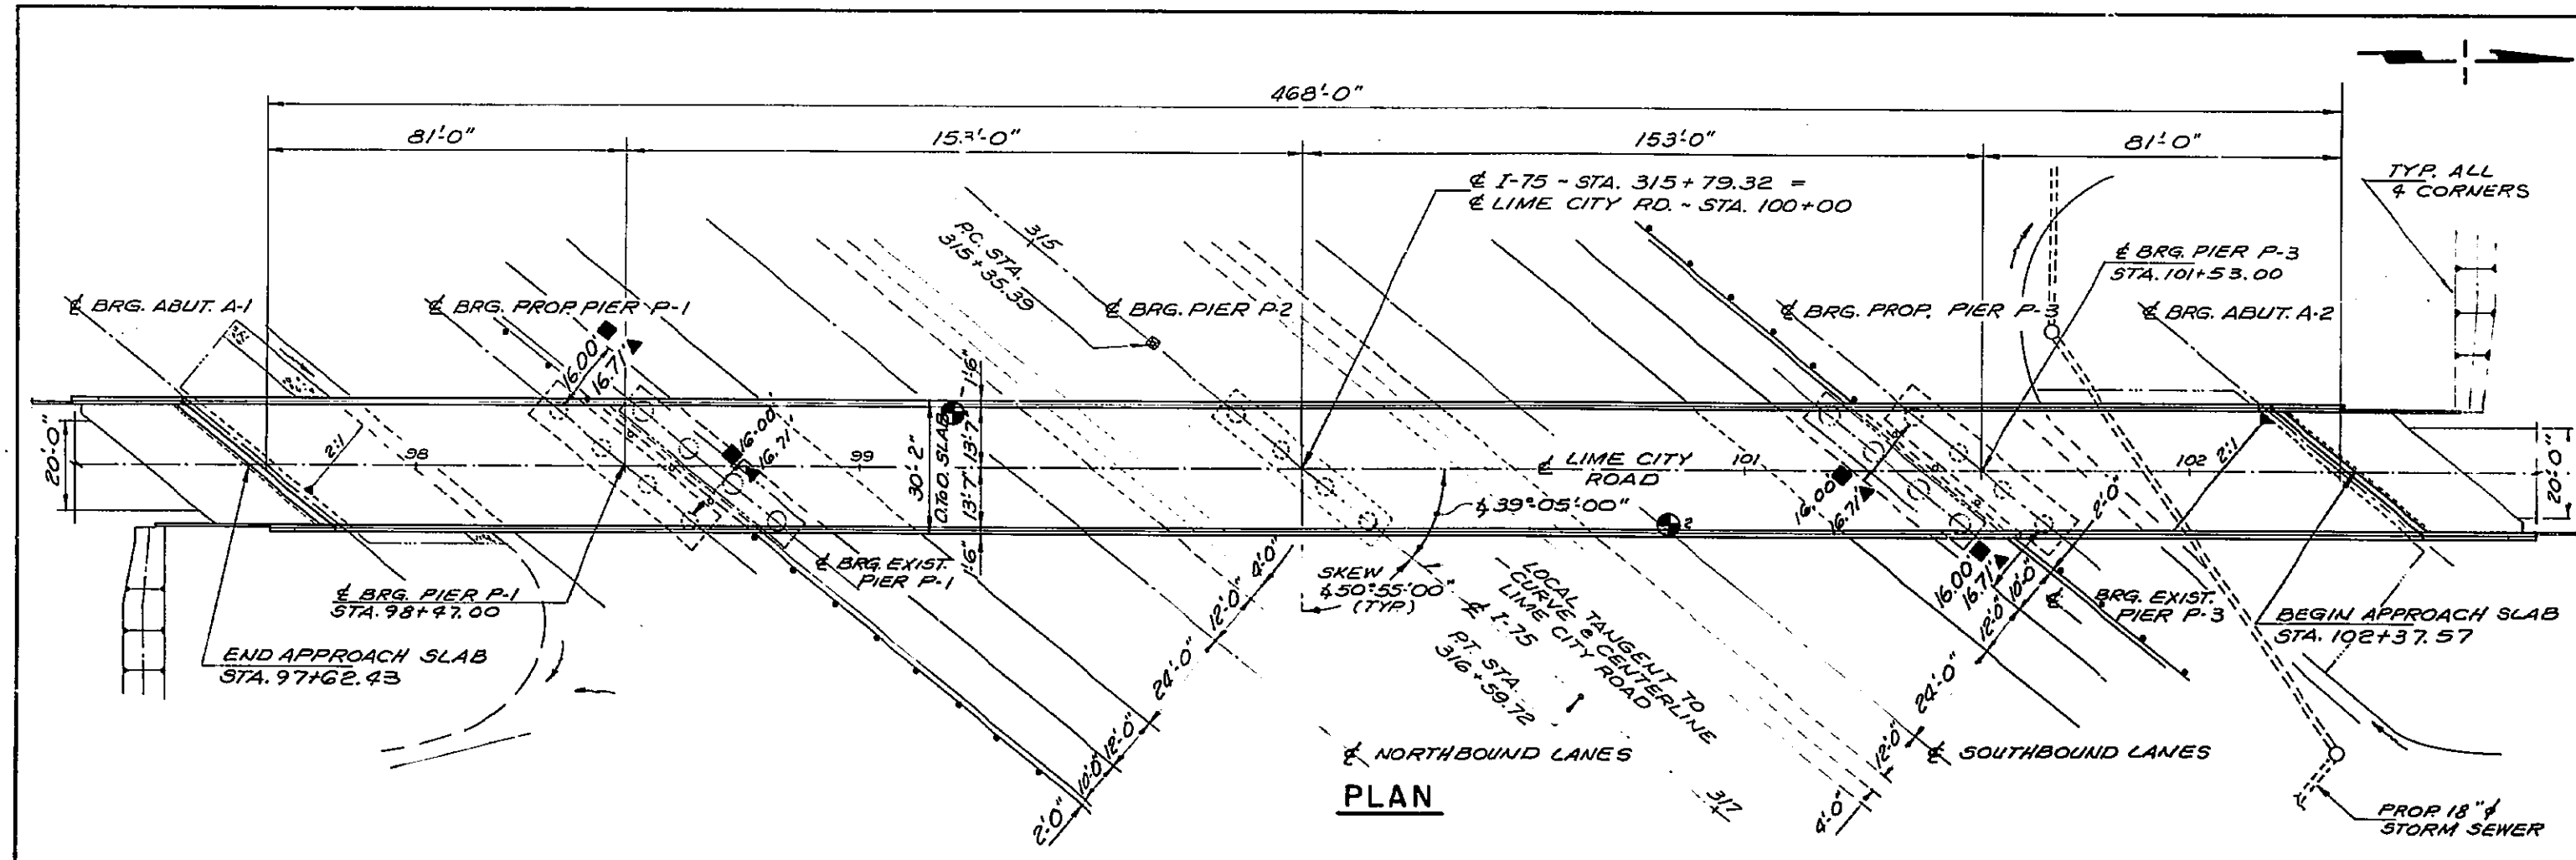 468'-0"
81'-0"
153'-0"
153'-0"
81'-0"
TYP. ALL
4 CORNERS
℄ I-75 ~ STA. 315+79.32 =
℄ LIME CITY RD. ~ STA. 100+00
315
P.C. STA.
315+35.39
℄ BRG. PIER P-3
STA. 101+53.00
℄ BRG. ABUT. A-1
℄ BRG. PROP. PIER P-1
℄ BRG. PIER P-2
℄ BRG. PROP. PIER P-3
℄ BRG. ABUT. A-2
16.00'
16.71'
1'-6"
20'-0"
2:1
98
16.00'
16.71'
99
30'-2"
O. TO O. SLAB
13'-7"
13'-7"
1'-6"
℄ LIME CITY
ROAD
101
102
2:1
20'-0"
∡ 39°05'00"
16.00'
16.71'
2
2'-0"
℄ BRG. EXIST.
PIER P-1
SKEW
∡ 50°55'00"
(TYP.)
LOCAL TANGENT TO
CURVE @ CENTERLINE
LIME CITY ROAD
℄ I-75
P.T. STA.
316+59.72
16.00'
16.71'
10'-0"
12'-0"
℄ BRG. EXIST.
PIER P-3
℄ BRG. PIER P-1
STA. 98+47.00
END APPROACH SLAB
STA. 97+62.43
BEGIN APPROACH SLAB
STA. 102+37.57
4'-0"
12'-0"
24'-0"
12'-0"
10'-0"
2'-0"
24'-0"
12'-0"
4'-0"
℄ NORTHBOUND LANES
℄ SOUTHBOUND LANES
317
PLAN
PROP. 18" ⌀
STORM SEWER